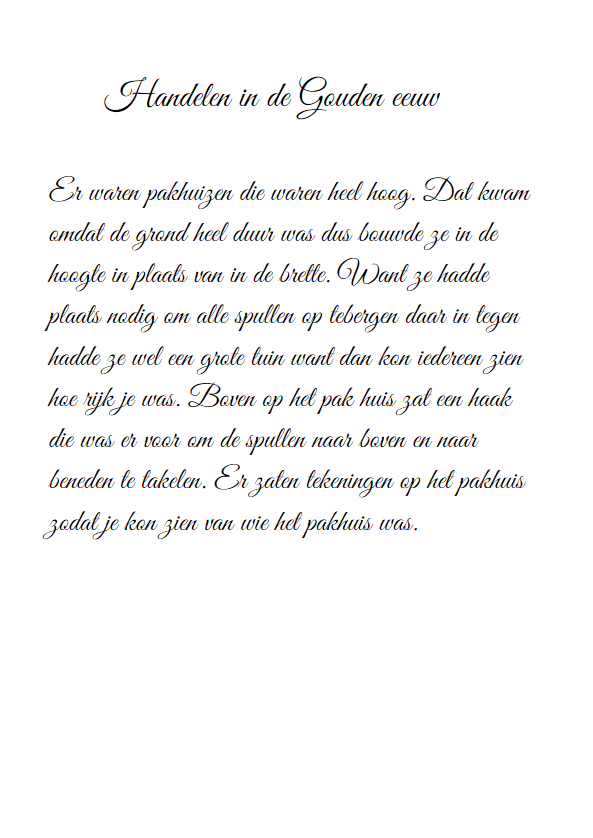 Handelen in de Gouden eeuw
Er waren pakhuizen die waren heel hoog. Dat kwam
omdat de grond heel duur was dus bouwde ze in de
hoogte in plaats van in de brette. Want ze hadde
plaats nodig om alle spullen op tebergen daar in tegen
hadde ze wel een grote tuin want dan kon iedereen zien
hoe rijk je was. Boven op het pak huis zat een haak
die was er voor om de spullen naar boven en naar
beneden te takelen. Er zaten tekeningen op het pakhuis
zodat je kon zien van wie het pakhuis was.